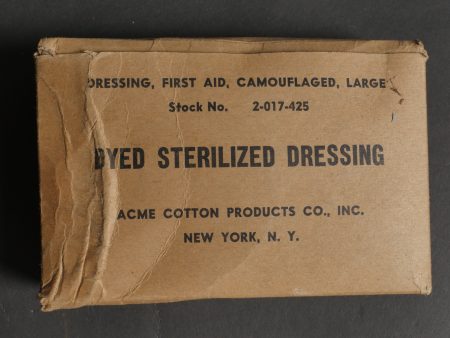 DRESSING, FIRST AID, CAMOUFLAGED, LARGE
Stock No. 2-017-425
DYED STERILIZED DRESSING
ACME COTTON PRODUCTS CO., INC.
NEW YORK, N. Y.